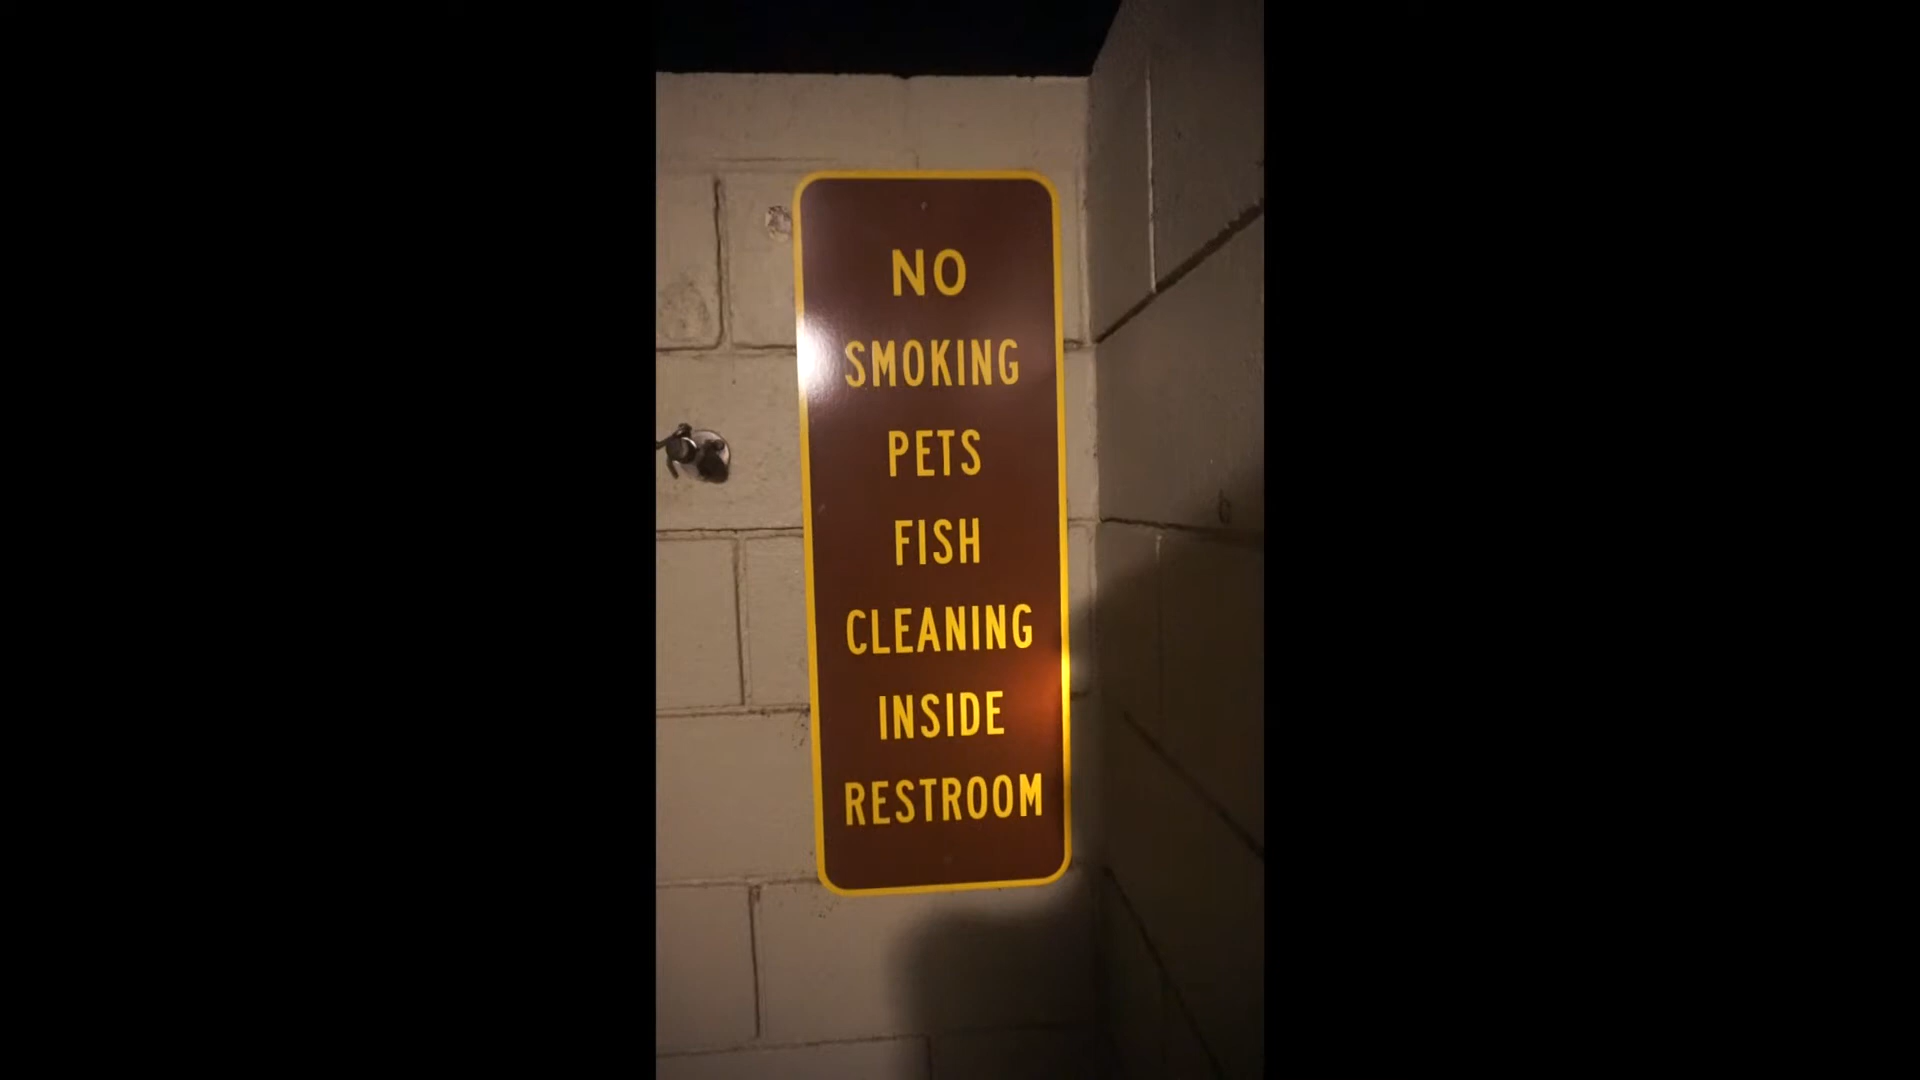 NO
SMOKING
PETS
FISH
CLEANING
INSIDE
RESTROOM